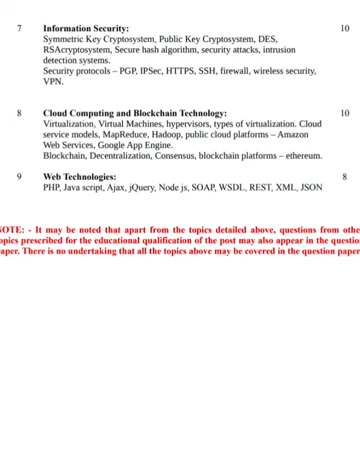 7 Information Security: 10
Symmetric Key Cryptosystem, Public Key Cryptosystem, DES,
RSAcryptosystem, Secure hash algorithm, security attacks, intrusion
detection systems.
Security protocols – PGP, IPSec, HTTPS, SSH, firewall, wireless security,
VPN.
8 Cloud Computing and Blockchain Technology: 10
Virtualization, Virtual Machines, hypervisors, types of virtualization. Cloud
service models, MapReduce, Hadoop, public cloud platforms – Amazon
Web Services, Google App Engine.
Blockchain, Decentralization, Consensus, blockchain platforms – ethereum.
9 Web Technologies: 8
PHP, Java script, Ajax, jQuery, Node js, SOAP, WSDL, REST, XML, JSON
NOTE: - It may be noted that apart from the topics detailed above, questions from othe
topics prescribed for the educational qualification of the post may also appear in the question
paper. There is no undertaking that all the topics above may be covered in the question paper